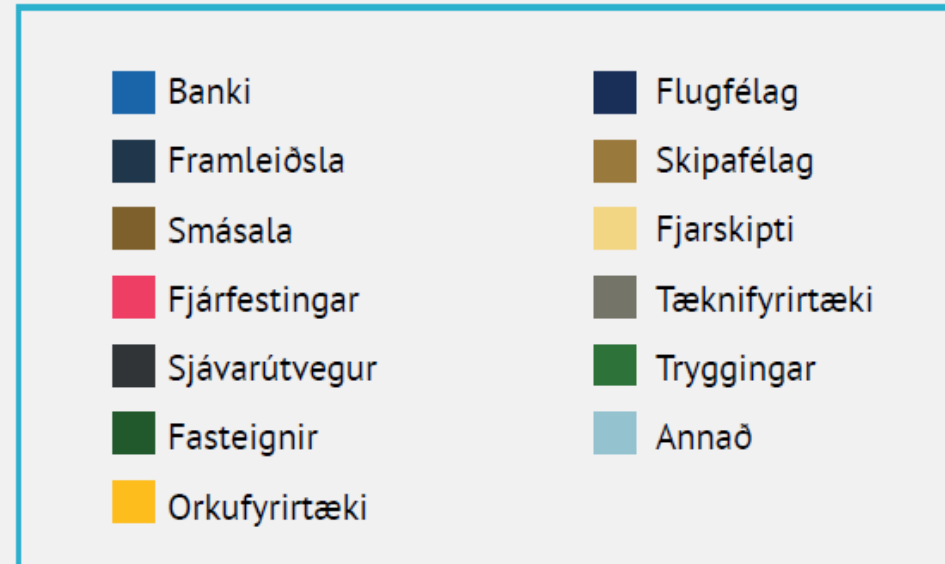 Banki
Framleiðsla
Smásala
Fjárfestingar
Sjávarútvegur
Fasteignir
Orkufyrirtæki
Flugfélag
Skipafélag
Fjarskipti
Tæknifyrirtæki
Tryggingar
Annað